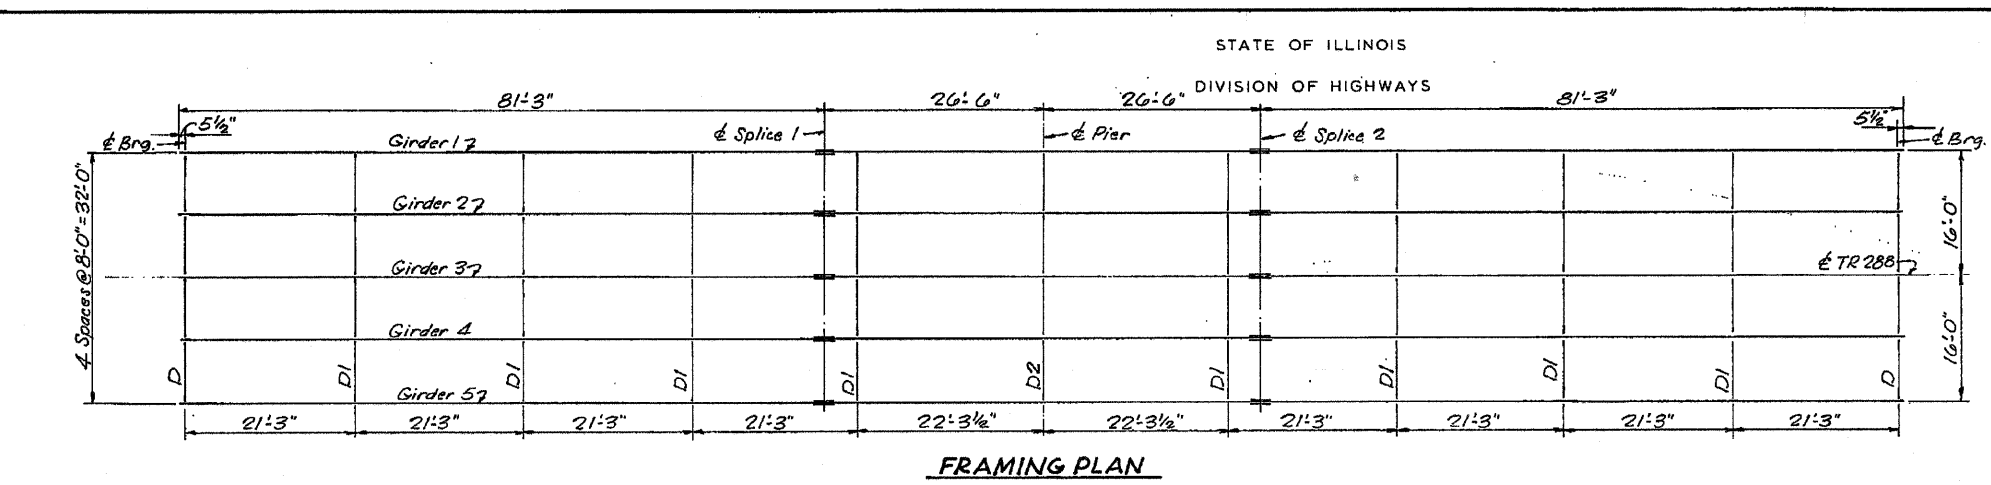 STATE OF ILLINOIS
DIVISION OF HIGHWAYS
81'-3"
26'-6"
26'-6"
81'-3"
5½"
5½"
℄ Brg.
Girder 1
℄ Splice 1
℄ Pier
℄ Splice 2
℄ Brg.
4 Spaces @ 8'-0" = 32'-0"
Girder 2
Girder 3
16'-0"
℄ TR 288
Girder 4
16'-0"
D
D1
D1
D1
D1
D2
D1
D1
D1
D1
D
Girder 5
21'-3"
21'-3"
21'-3"
21'-3"
22'-3½"
22'-3½"
21'-3"
21'-3"
21'-3"
21'-3"
FRAMING PLAN